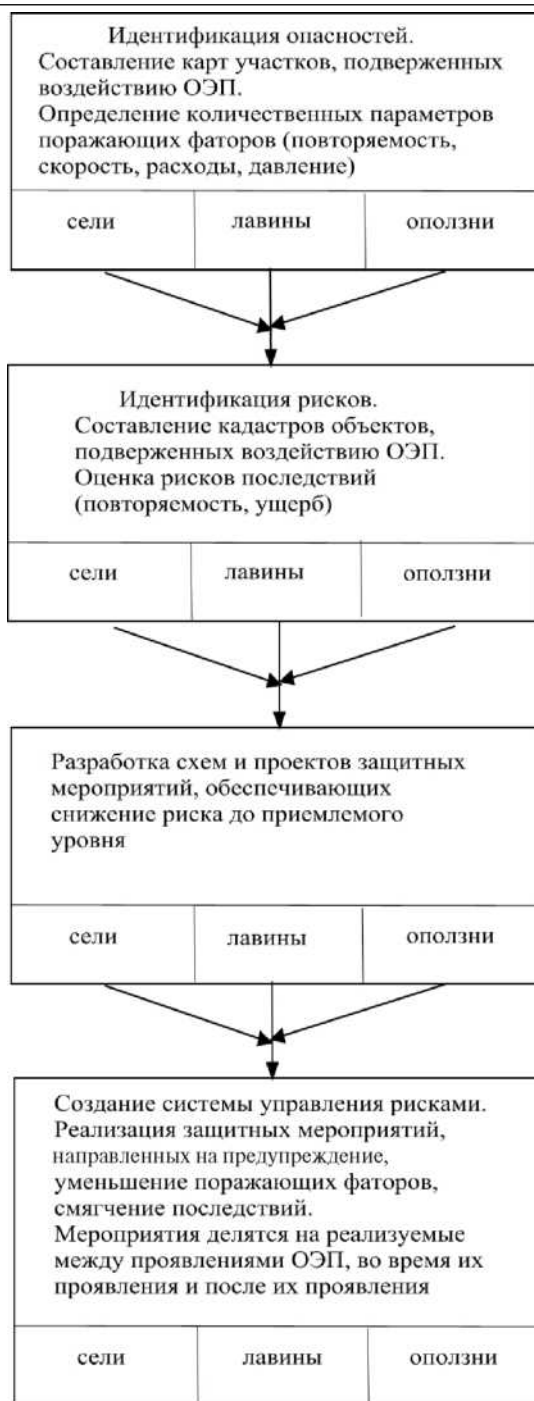 Идентификация опасностей.
Составление карт участков, подверженных
воздействию ОЭП.
Определение количественных параметров
поражающих фаторов (повторяемость,
скорость, расходы, давление)
сели лавины оползни
Идентификация рисков.
Составление кадастров объектов,
подверженных воздействию ОЭП.
Оценка рисков последствий
(повторяемость, ущерб)
сели лавины оползни
Разработка схем и проектов защитных
мероприятий, обеспечивающих
снижение риска до приемлемого
уровня
сели лавины оползни
Создание системы управления рисками.
Реализация защитных мероприятий,
направленных на предупреждение,
уменьшение поражающих фаторов,
смягчение последствий.
Мероприятия делятся на реализуемые
между проявлениями ОЭП, во время их
проявления и после их проявления
сели лавины оползни